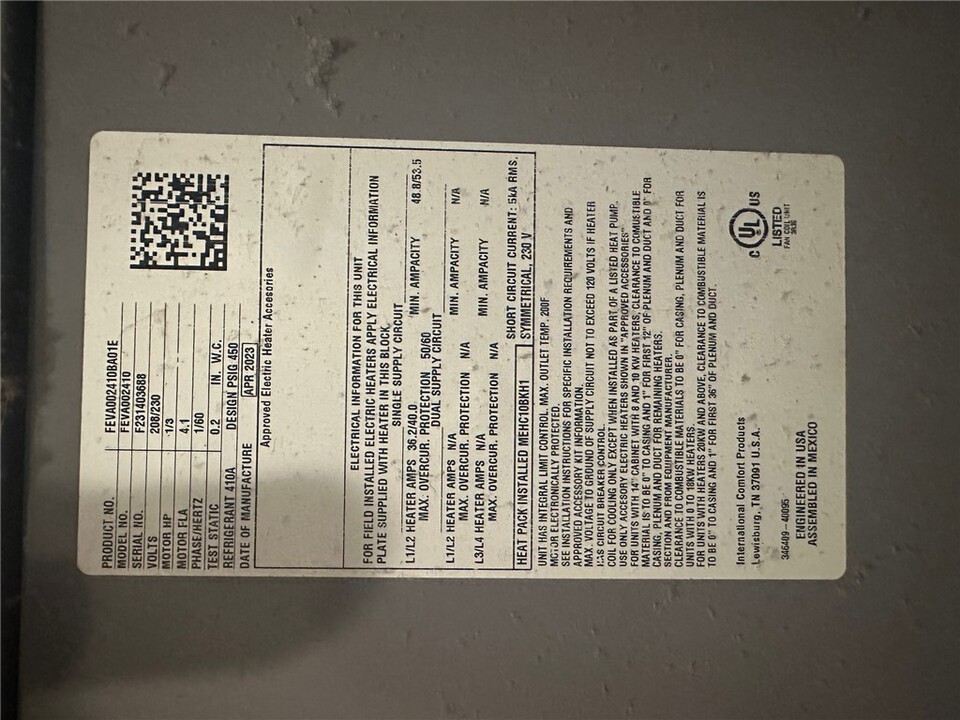 PRODUCT NO. FEVA002410BA01E
MODEL NO. FEVA002410
SERIAL NO. F231403688
VOLTS 208/230
MOTOR HP 1/3
MOTOR FLA 4.1
PHASE/HERTZ 1/60
TEST STATIC 0.2 IN. W.C.
REFRIGERANT 410A DESIGN PSIG 450
DATE OF MANUFACTURE APR 2023
Approved Electric Heater Accesories
ELECTRICAL INFORMATION FOR THIS UNIT
FOR FIELD INSTALLED ELECTRIC HEATERS APPLY ELECTRICAL INFORMATION
PLATE SUPPLIED WITH HEATER IN THIS BLOCK.
SINGLE SUPPLY CIRCUIT
L1/L2 HEATER AMPS 36.2/40.0 MIN. AMPACITY 48.8/53.5
MAX. OVERCUR. PROTECTION 50/60
DUAL SUPPLY CIRCUIT
L1/L2 HEATER AMPS N/A MIN. AMPACITY N/A
MAX. OVERCUR. PROTECTION N/A
L3/L4 HEATER AMPS N/A MIN. AMPACITY N/A
MAX. OVERCUR. PROTECTION N/A
SHORT CIRCUIT CURRENT: 5kA RMS.
HEAT PACK INSTALLED MEHC10BKH1 SYMMETRICAL, 230 V
UNIT HAS INTEGRAL LIMIT CONTROL. MAX. OUTLET TEMP. 200F
MOTOR ELECTRONICALLY PROTECTED.
SEE INSTALLATION INSTRUCTIONS FOR SPECIFIC INSTALLATION REQUIREMENTS AND
APPROVED ACCESSORY KIT INFORMATION.
MAX. VOLTAGE TO GROUND OF SUPPLY CIRCUIT NOT TO EXCEED 120 VOLTS IF HEATER
HAS CIRCUIT BREAKER CONTROL.
COIL FOR COOLING ONLY EXCEPT WHEN INSTALLED AS PART OF A LISTED HEAT PUMP.
USE ONLY ACCESORY ELECTRIC HEATERS SHOWN IN "APPROVED ACCESSORIES"
FOR UNITS WITH 14" CABINET WITH 8 AND 10 KW HEATERS, CLEARANCE TO COMUSTIBLE
MATERIAL IS TO BE 0" TO CASING AND 1" FOR FIRST 12" OF PLENUM AND DUCT AND 0" FOR
CASING, PLENUM AND DUCT FOR REMAINING HEATERS.
SECTION AND FROM EQUIPMENT MANUFACTURER.
CLEARANCE TO COMBUSTIBLE MATERIALS TO BE 0" FOR CASING, PLENUM AND DUCT FOR
UNITS WITH 0 TO 18KW HEATERS.
FOR UNITS WITH HEATERS 20KW AND ABOVE, CLEARANCE TO COMBUSTIBLE MATERIAL IS
TO BE 0" TO CASING AND 1" FOR FIRST 36" OF PLENUM AND DUCT.
International Comfort Products
Lewisburg, TN 37091 U.S.A.
C UL US
LISTED
FAN COIL UNIT
346409-40095
ENGINEERED IN USA
ASSEMBLED IN MEXICO